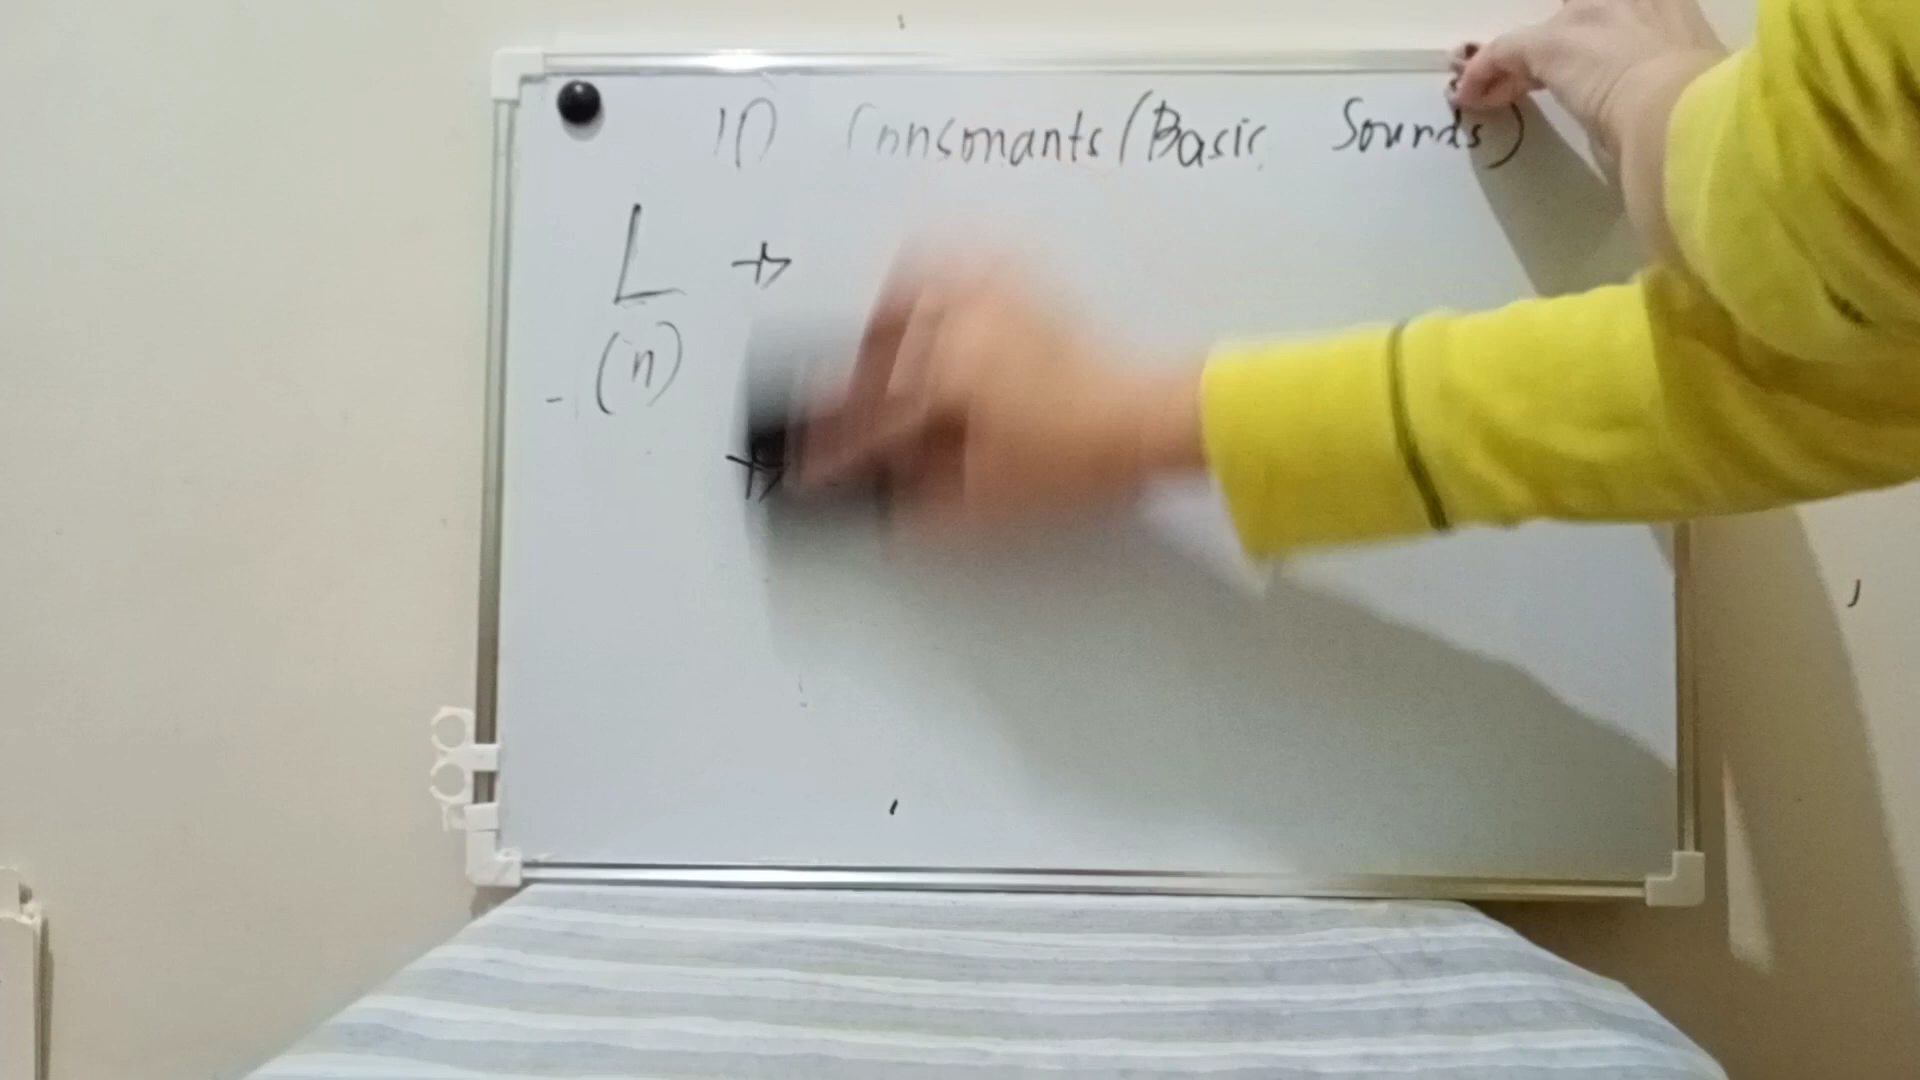 10 Consonants (Basic Sounds)
L →
(n)
→